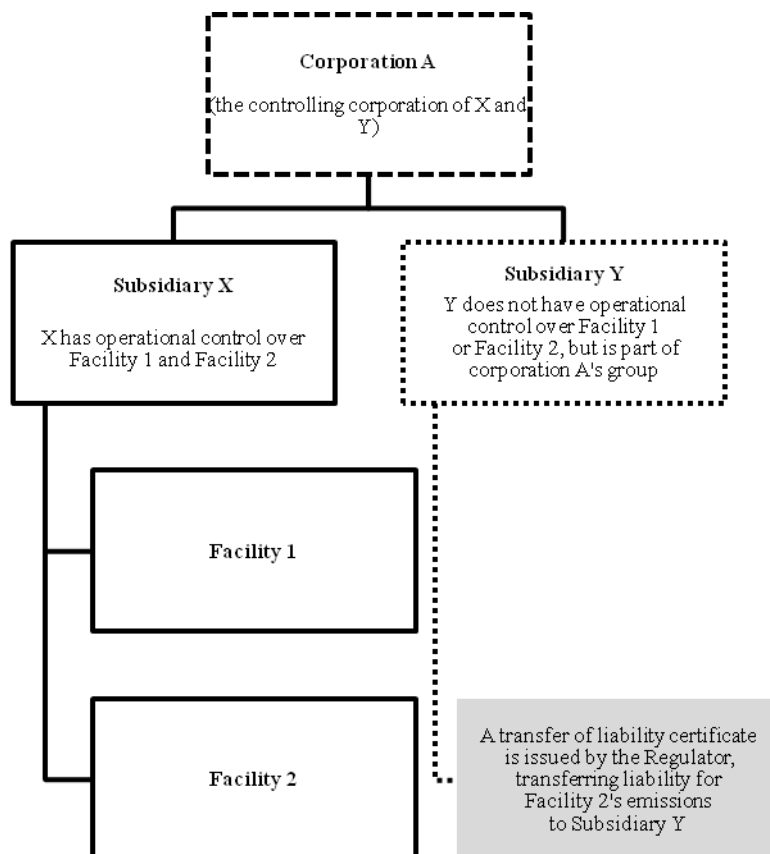 Corporation A
(the controlling corporation of X and
Y)
Subsidiary X
X has operational control over
Facility 1 and Facility 2
Subsidiary Y
Y does not have operational
control over Facility 1
or Facility 2, but is part of
corporation A's group
Facility 1
Facility 2
A transfer of liability certificate
is issued by the Regulator,
transferring liability for
Facility 2's emissions
to Subsidiary Y